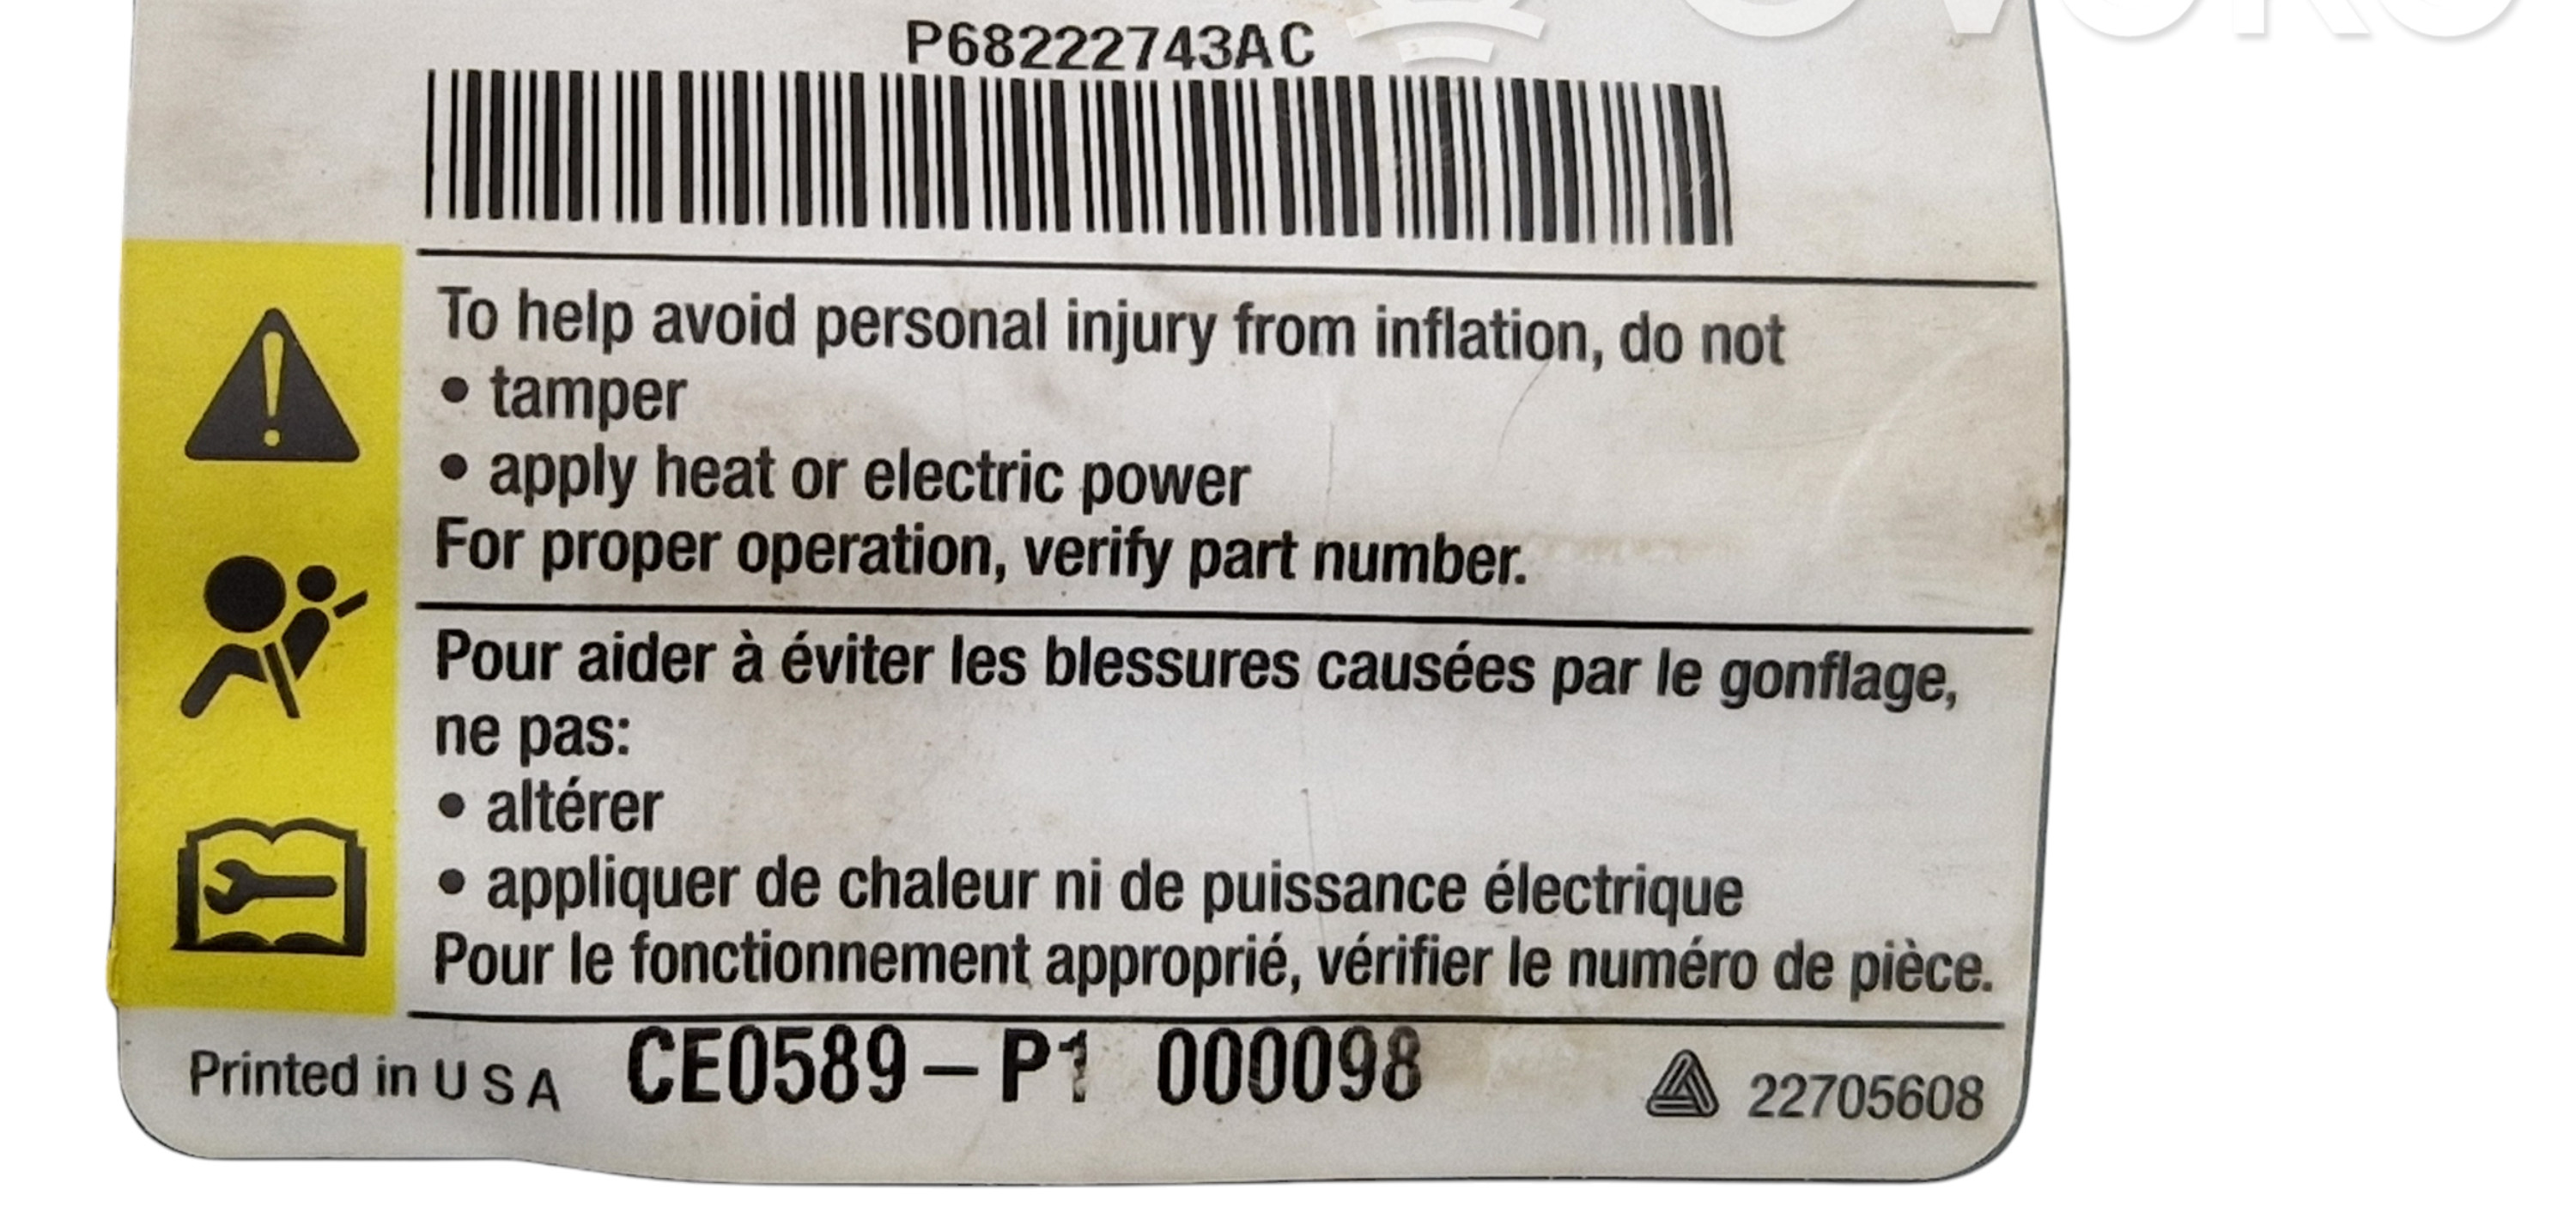 P68222743AC
To help avoid personal injury from inflation, do not
• tamper
• apply heat or electric power
For proper operation, verify part number.
Pour aider à éviter les blessures causées par le gonflage,
ne pas:
• altérer
• appliquer de chaleur ni de puissance électrique
Pour le fonctionnement approprié, vérifier le numéro de pièce.
Printed in U S A CE0589-P1 000098 22705608